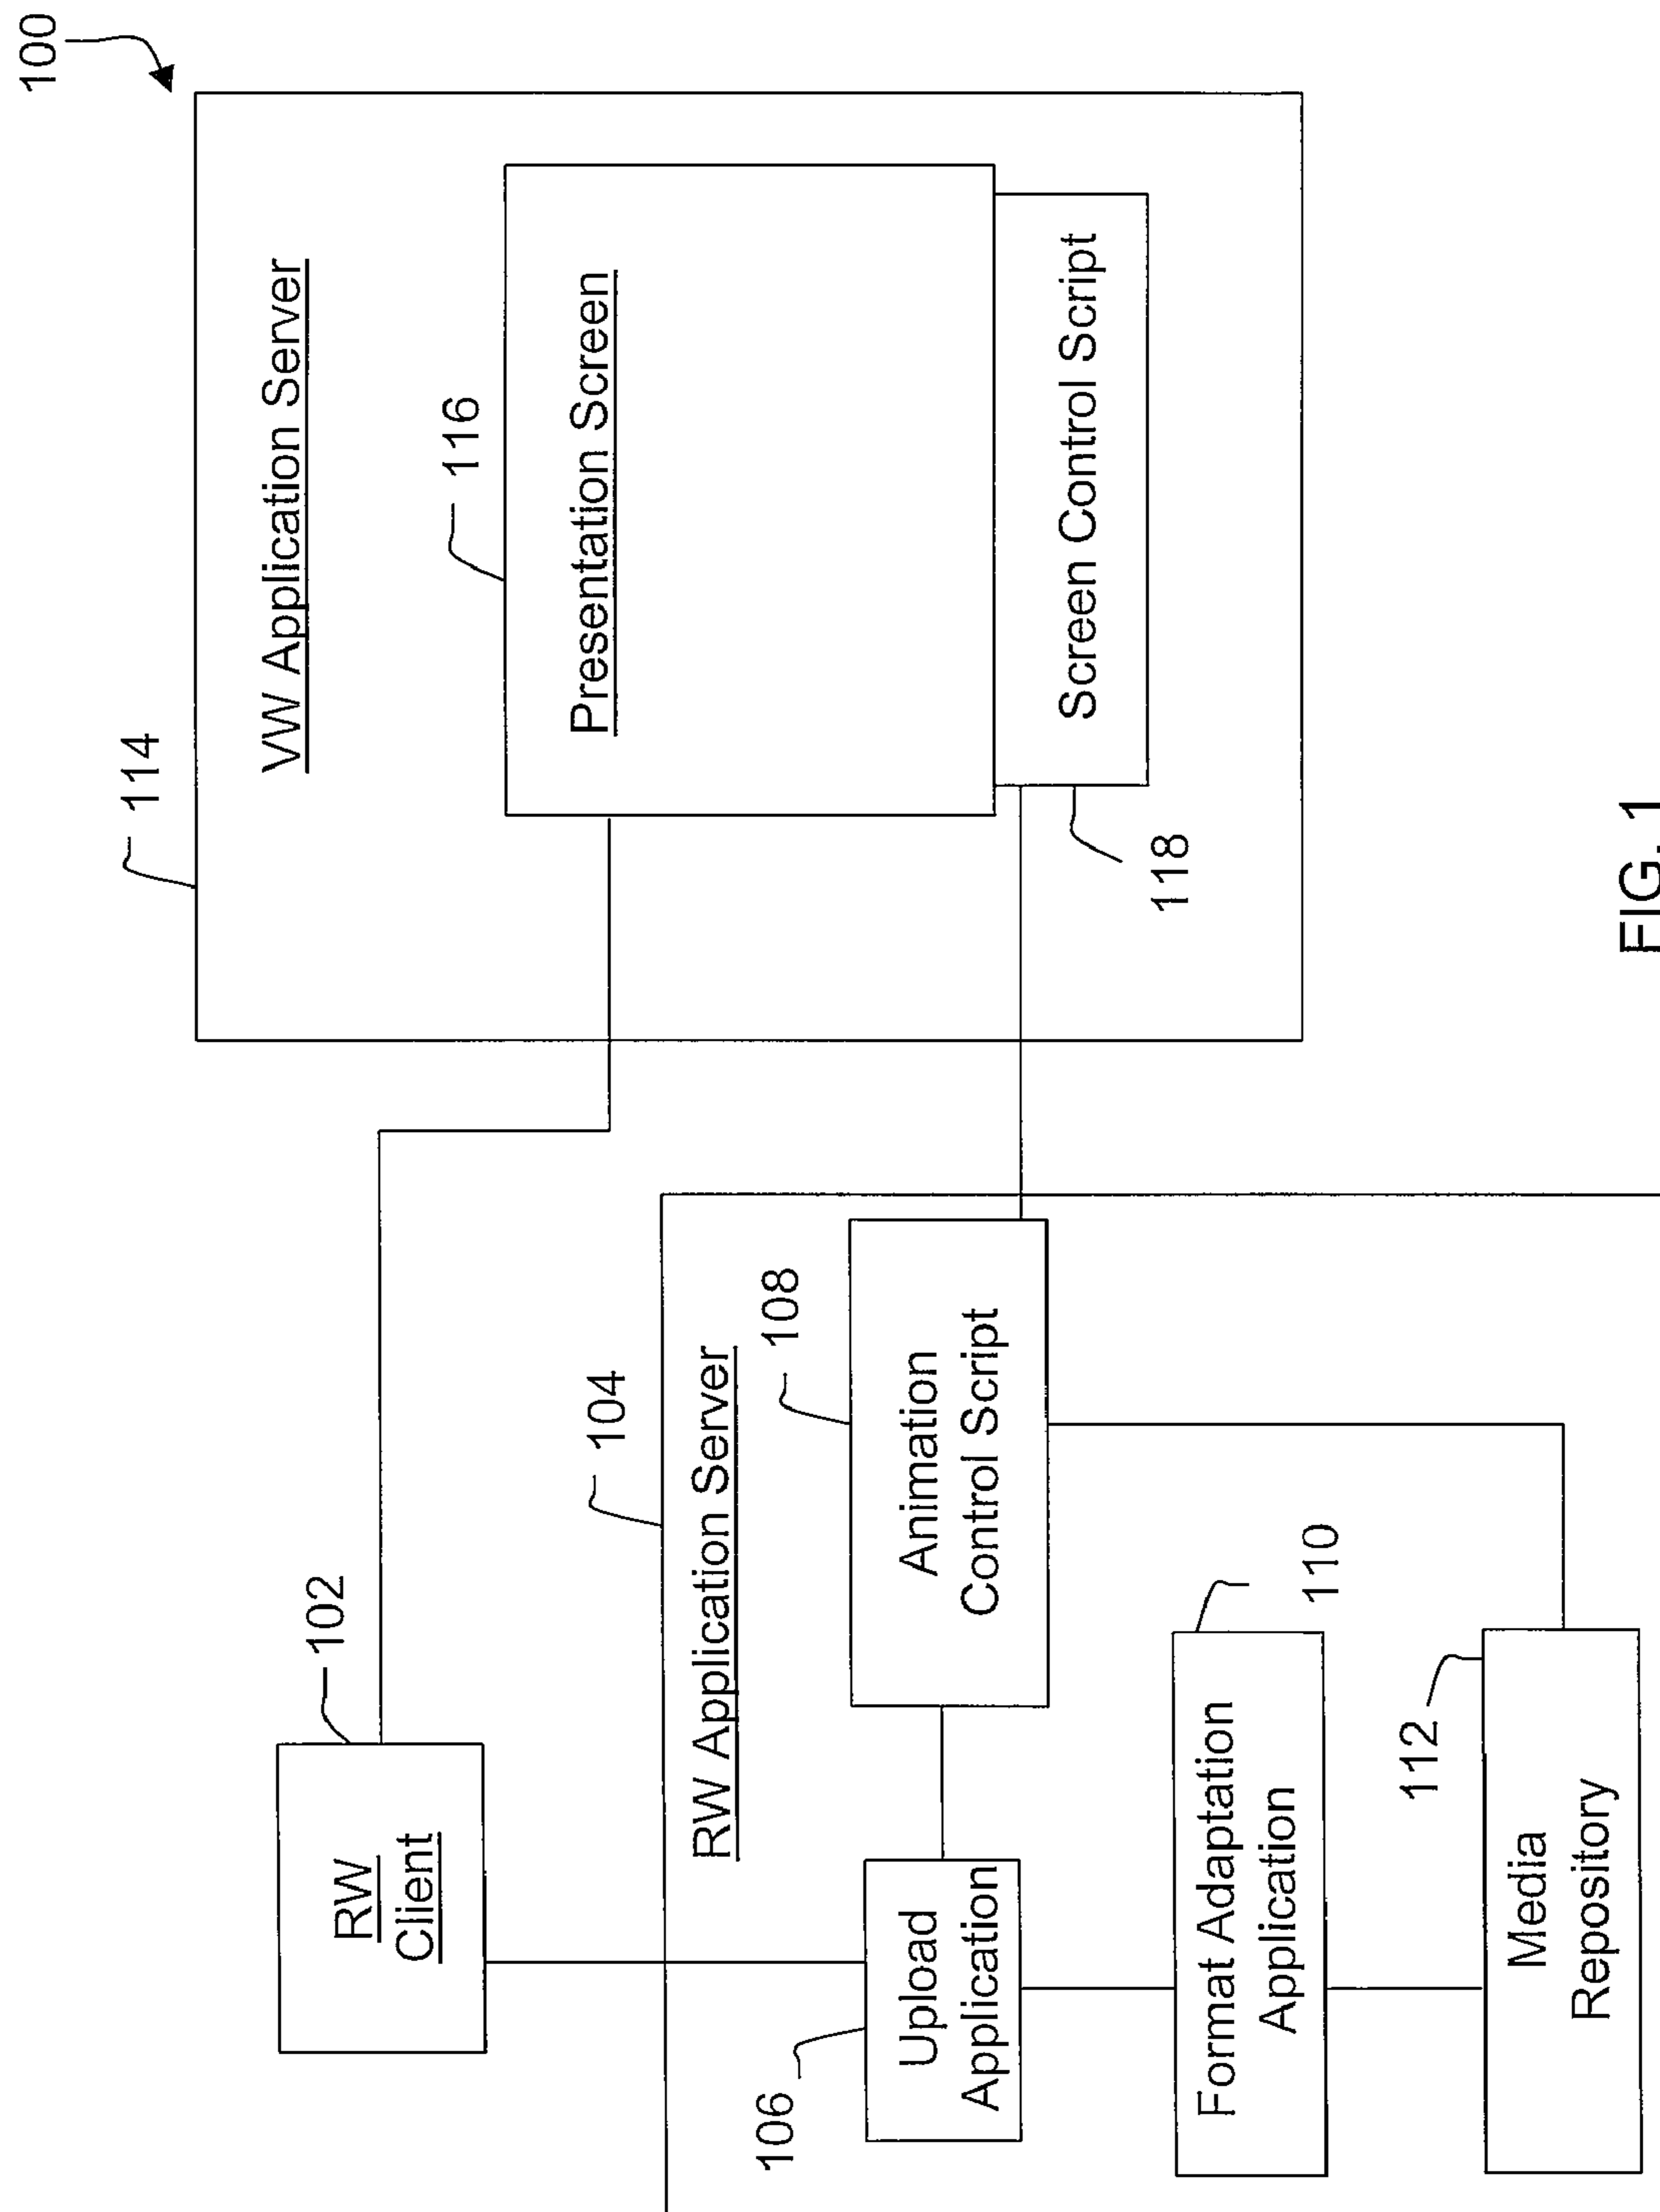 100
114
VW Application Server
116
Presentation Screen
Screen Control Script
118
102
RW
Client
104
RW Application Server
108
Animation
Control Script
106
Upload
Application
110
Format Adaptation
Application
112
Media
Repository
FIG. 1